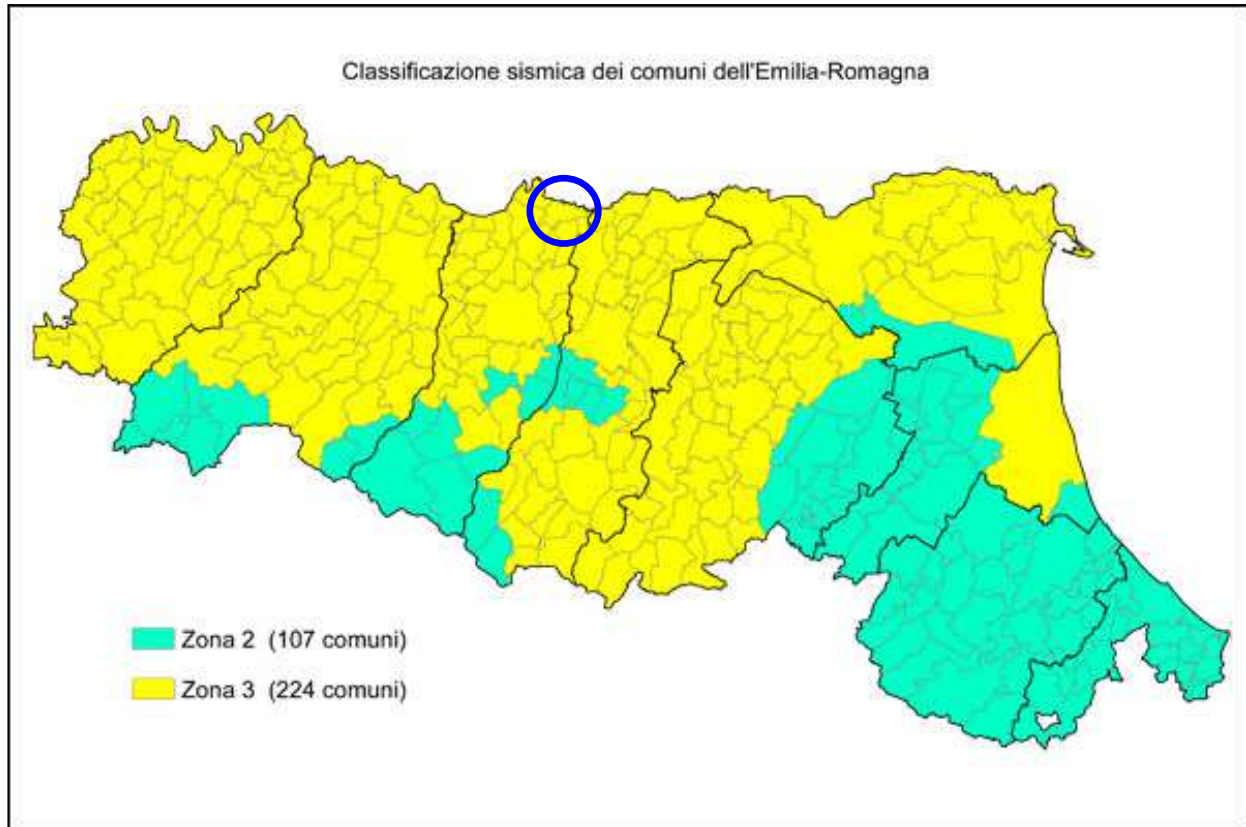 Classificazione sismica dei comuni dell'Emilia-Romagna
Zona 2 (107 comuni)
Zona 3 (224 comuni)